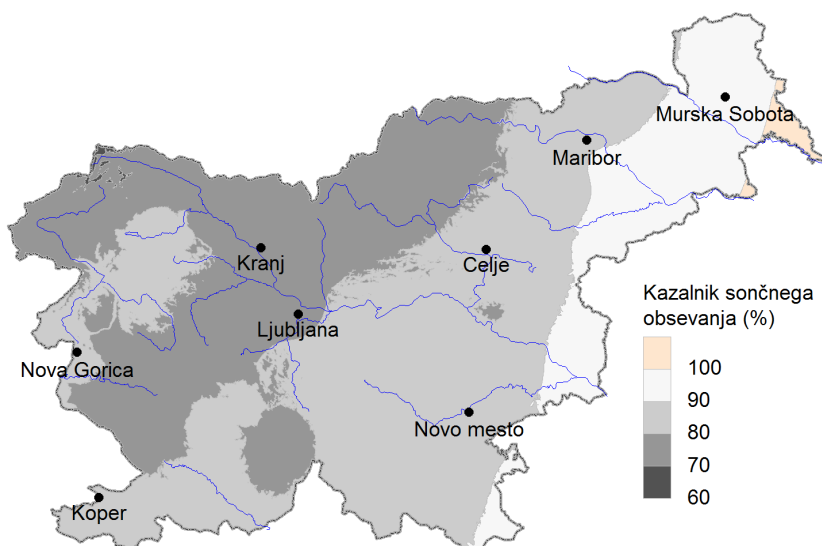 Murska Sobota
Maribor
Kranj
Celje
Ljubljana
Nova Gorica
Novo mesto
Koper
Kazalnik sončnega
obsevanja (%)
100
90
80
70
60